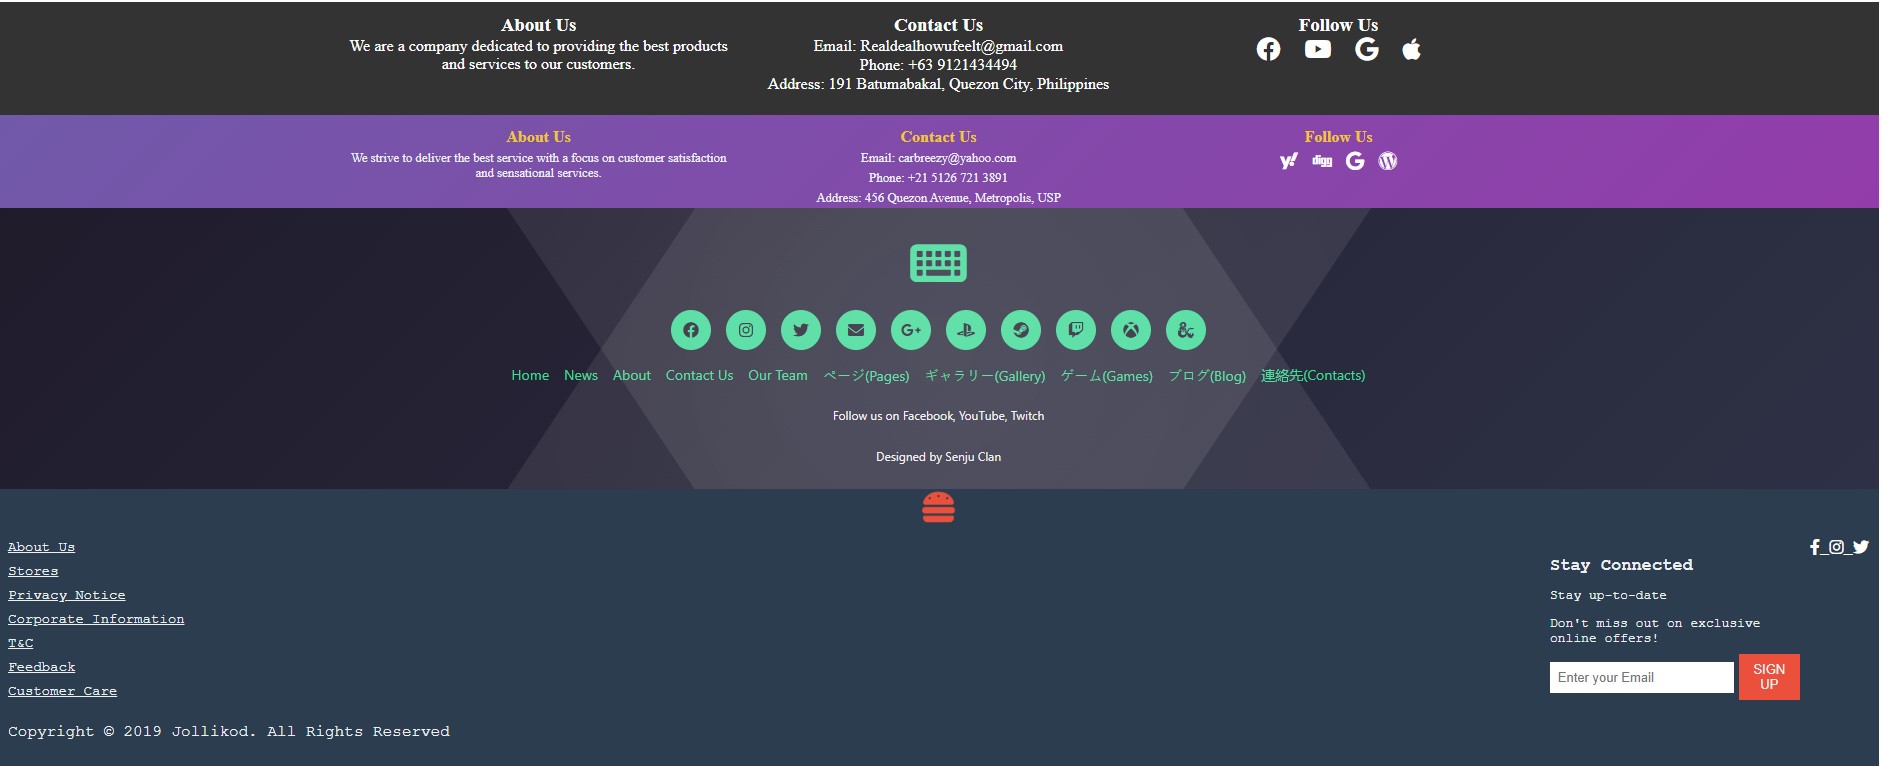 About Us
We are a company dedicated to providing the best products
and services to our customers.
Contact Us
Email: Realdealhowufeelt@gmail.com
Phone: +63 9121434494
Address: 191 Batumabakal, Quezon City, Philippines
Follow Us
About Us
We strive to deliver the best service with a focus on customer satisfaction
and sensational services.
Contact Us
Email: carbreezy@yahoo.com
Phone: +21 5126 721 3891
Address: 456 Quezon Avenue, Metropolis, USP
Follow Us
y! digg
Home News About Contact Us Our Team ページ(Pages) ギャラリー(Gallery) ゲーム(Games) ブログ(Blog) 連絡先(Contacts)
Follow us on Facebook, YouTube, Twitch
Designed by Senju Clan
About Us
Stores
Privacy Notice
Corporate Information
T&C
Feedback
Customer Care
Stay Connected
Stay up-to-date
Don't miss out on exclusive
online offers!
Enter your Email
SIGN
UP
Copyright © 2019 Jollikod. All Rights Reserved